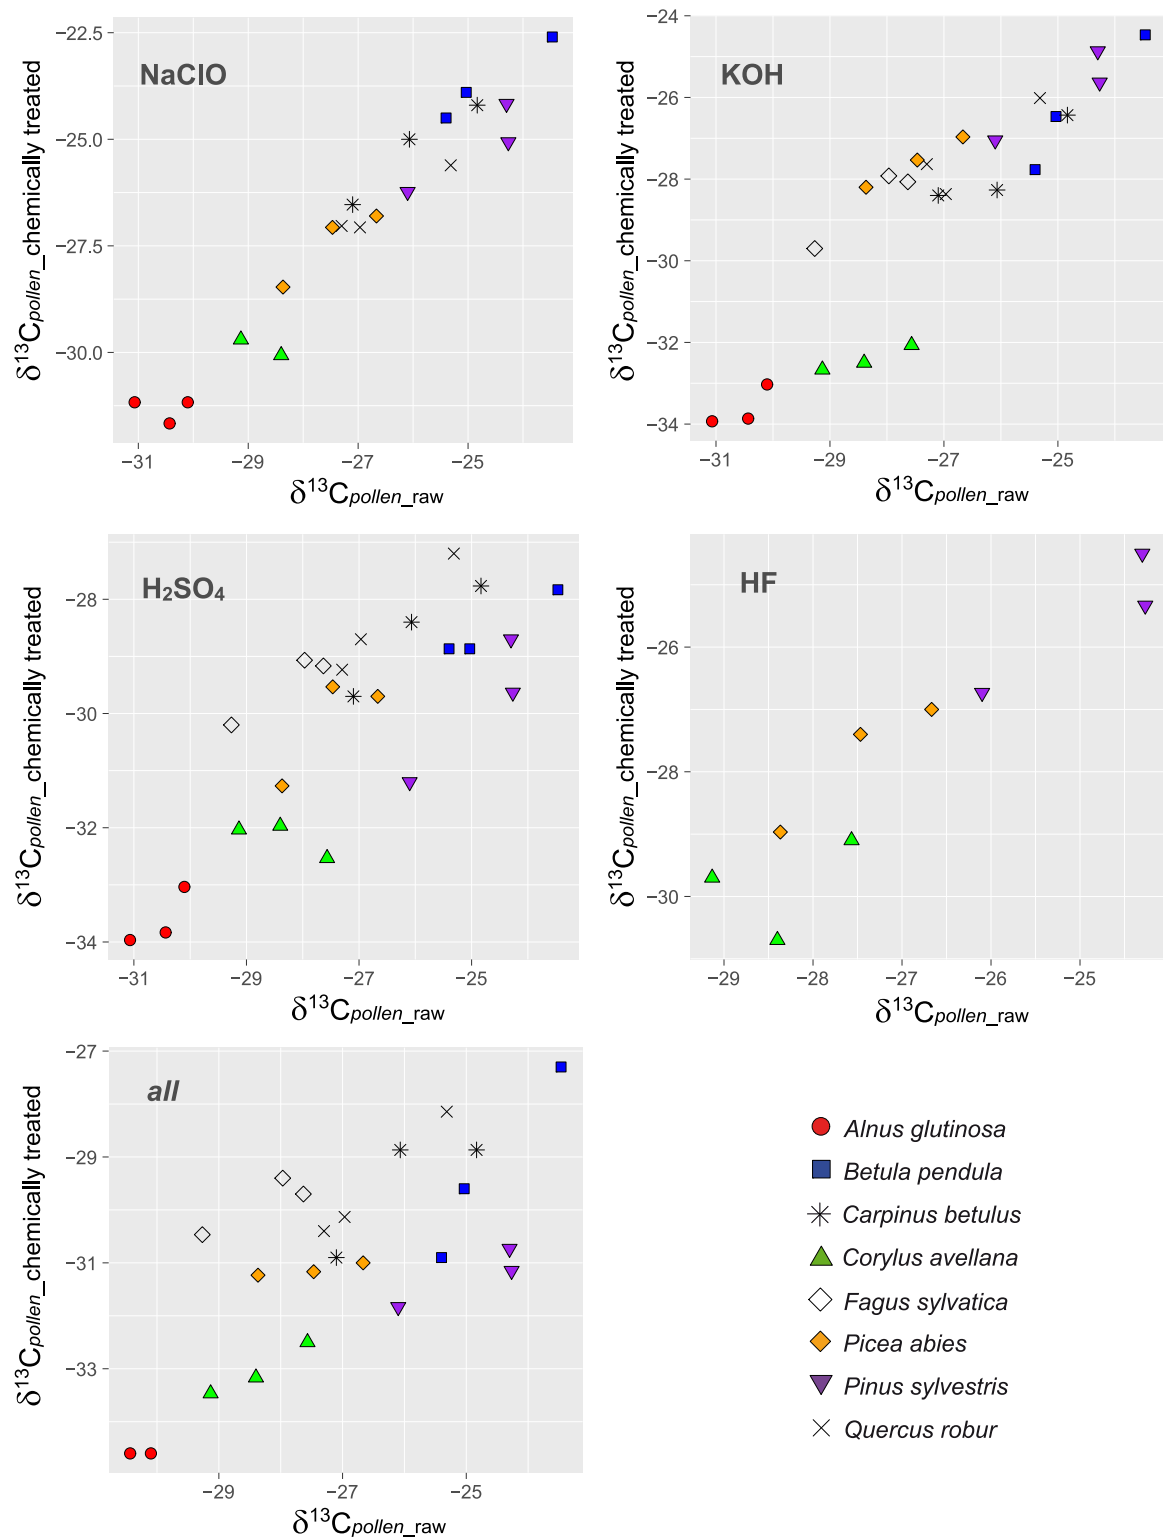 NaClO
δ¹³Cpollen_chemically treated
−22.5
−25.0
−27.5
−30.0
−31
−29
−27
−25
δ¹³Cpollen_raw
KOH
δ¹³Cpollen_chemically treated
−24
−26
−28
−30
−32
−34
−31
−29
−27
−25
δ¹³Cpollen_raw
H₂SO₄
δ¹³Cpollen_chemically treated
−28
−30
−32
−34
−31
−29
−27
−25
δ¹³Cpollen_raw
HF
δ¹³Cpollen_chemically treated
−26
−28
−30
−29
−28
−27
−26
−25
δ¹³Cpollen_raw
all
δ¹³Cpollen_chemically treated
−27
−29
−31
−33
−29
−27
−25
δ¹³Cpollen_raw
Alnus glutinosa
Betula pendula
Carpinus betulus
Corylus avellana
Fagus sylvatica
Picea abies
Pinus sylvestris
Quercus robur